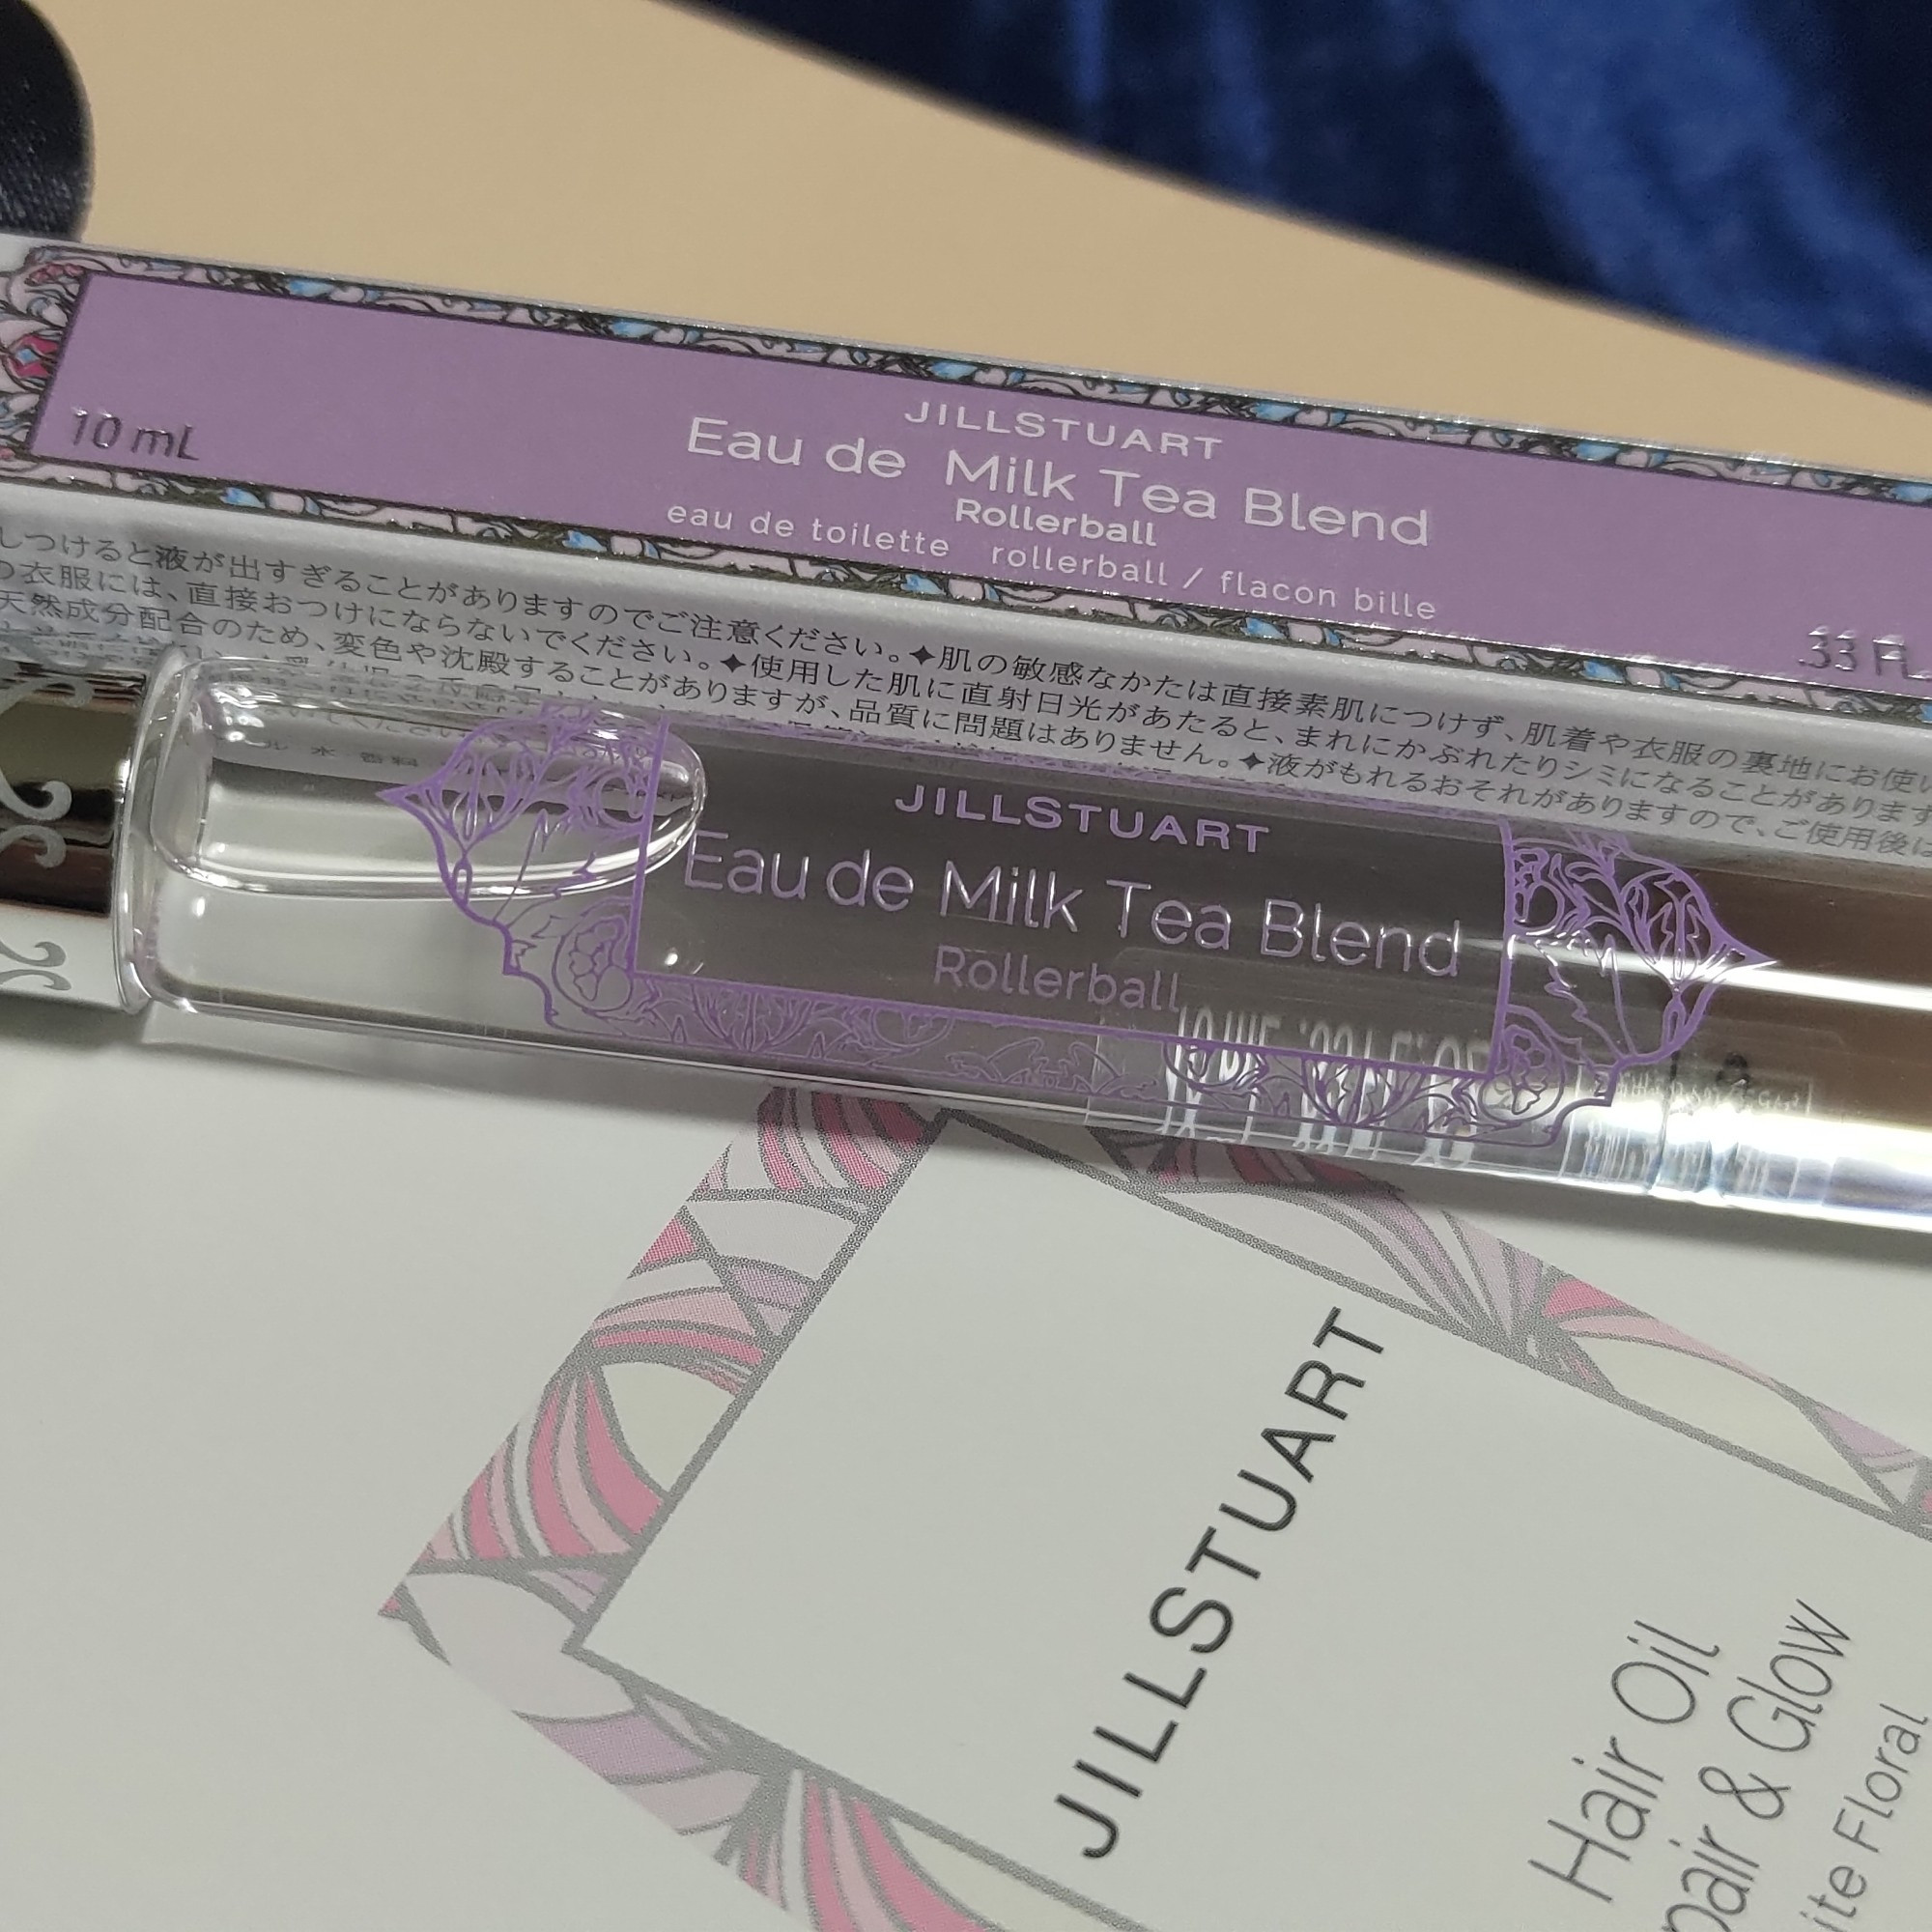 JILLSTUART
Eau de Milk Tea Blend
Rollerball
eau de toilette rollerball / flacon bille
10 mL
.33 FL
しつけると液が出すぎることがありますのでご注意ください。✦肌の敏感なかたは直接素肌につけず、肌着や衣服の裏地にお使い
の衣服には、直接おつけにならないでください。✦使用した肌に直射日光があたると、まれにかぶれたりシミになることがあります
天然成分配合のため、変色や沈殿することがありますが、品質に問題はありません。✦液がもれるおそれがありますので、ご使用後は
JILLSTUART
Eau de Milk Tea Blend
Rollerball
JILLSTUART
Hair Oil
pair & Glow
ite Floral